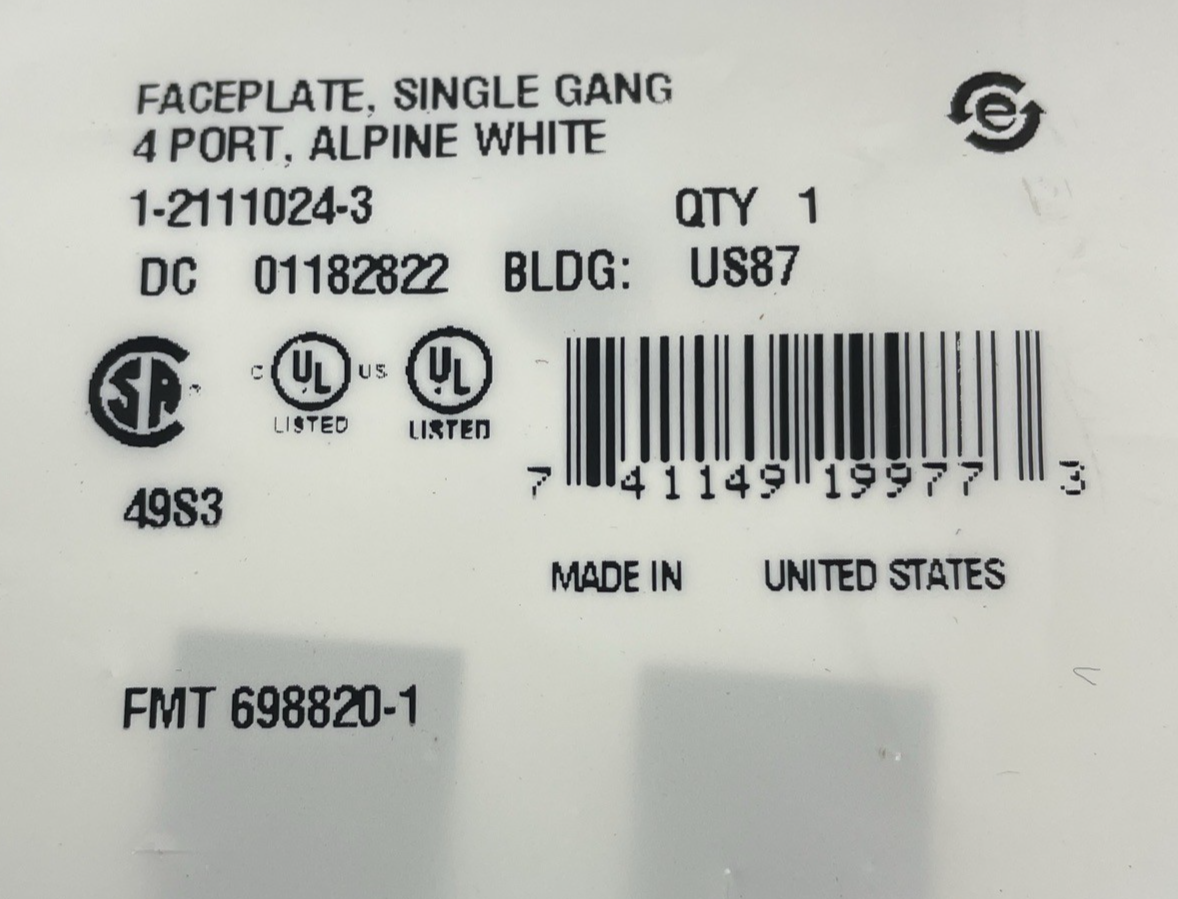 FACEPLATE, SINGLE GANG
4 PORT, ALPINE WHITE
e
1-2111024-3 QTY 1
DC 01182822 BLDG: US87
SA C UL US UL
LISTED LISTED
7 41149 19977 3
49S3
MADE IN UNITED STATES
FMT 698820-1